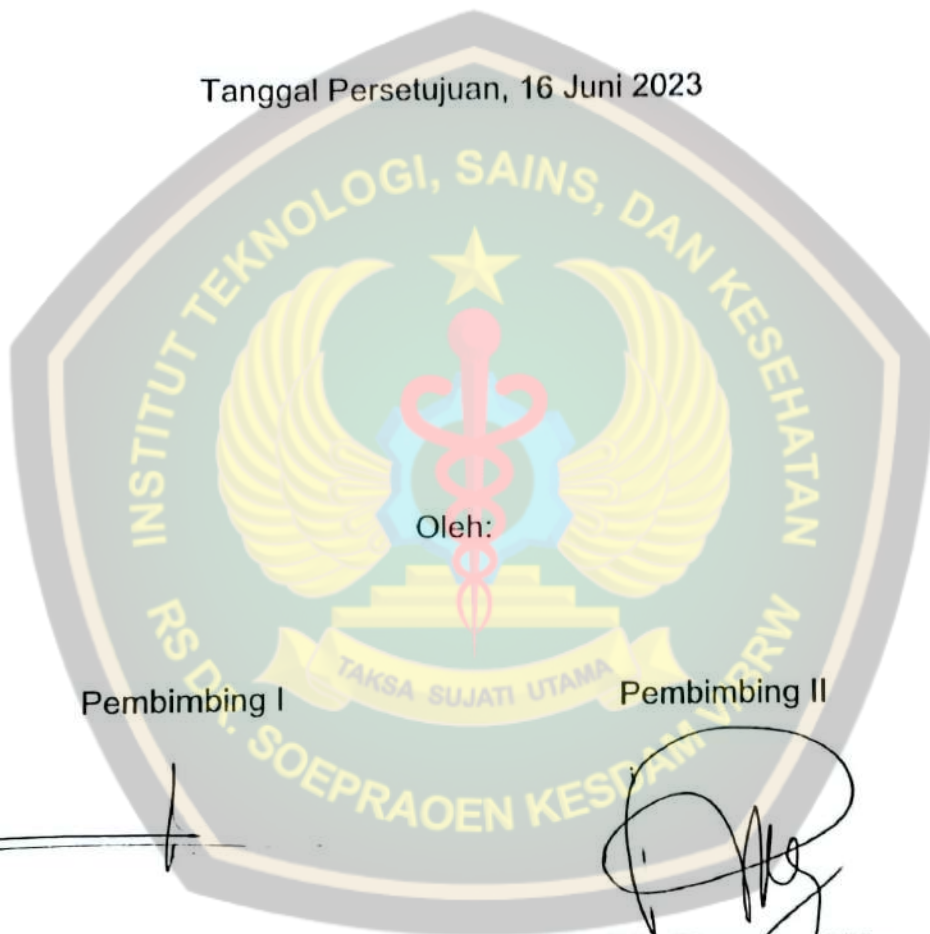 Tanggal Persetujuan, 16 Juni 2023
INSTITUT TEKNOLOGI, SAINS, DAN KESEHATAN
Oleh:
TAKSA SUJATI UTAMA
Pembimbing I
Pembimbing II
RS DR. SOEPRAOEN KESDAM V/BRW